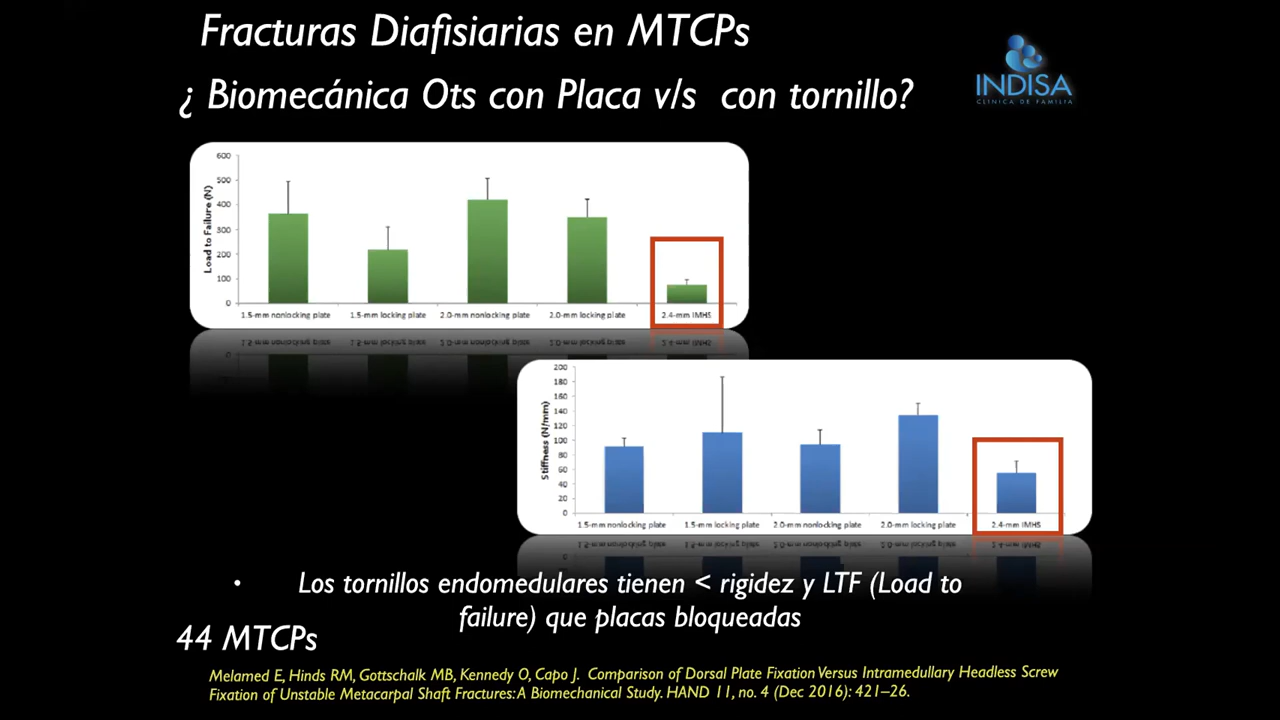 Fracturas Diafisiarias en MTCPs
¿ Biomecánica Ots con Placa v/s con tornillo?
INDISA
CLÍNICA DE FAMILIA
Load to Failure (N)
600
500
400
300
200
100
0
1.5-mm nonlocking plate 1.5-mm locking plate 2.0-mm nonlocking plate 2.0-mm locking plate 2.4-mm IMHS
Stiffness (N/mm)
200
180
160
140
120
100
80
60
40
20
0
1.5-mm nonlocking plate 1.5-mm locking plate 2.0-mm nonlocking plate 2.0-mm locking plate 2.4-mm IMHS
• Los tornillos endomedulares tienen < rigidez y LTF (Load to
failure) que placas bloqueadas
44 MTCPs
Melamed E, Hinds RM, Gottschalk MB, Kennedy O, Capo J. Comparison of Dorsal Plate Fixation Versus Intramedullary Headless Screw
Fixation of Unstable Metacarpal Shaft Fractures: A Biomechanical Study. HAND 11, no. 4 (Dec 2016): 421–26.